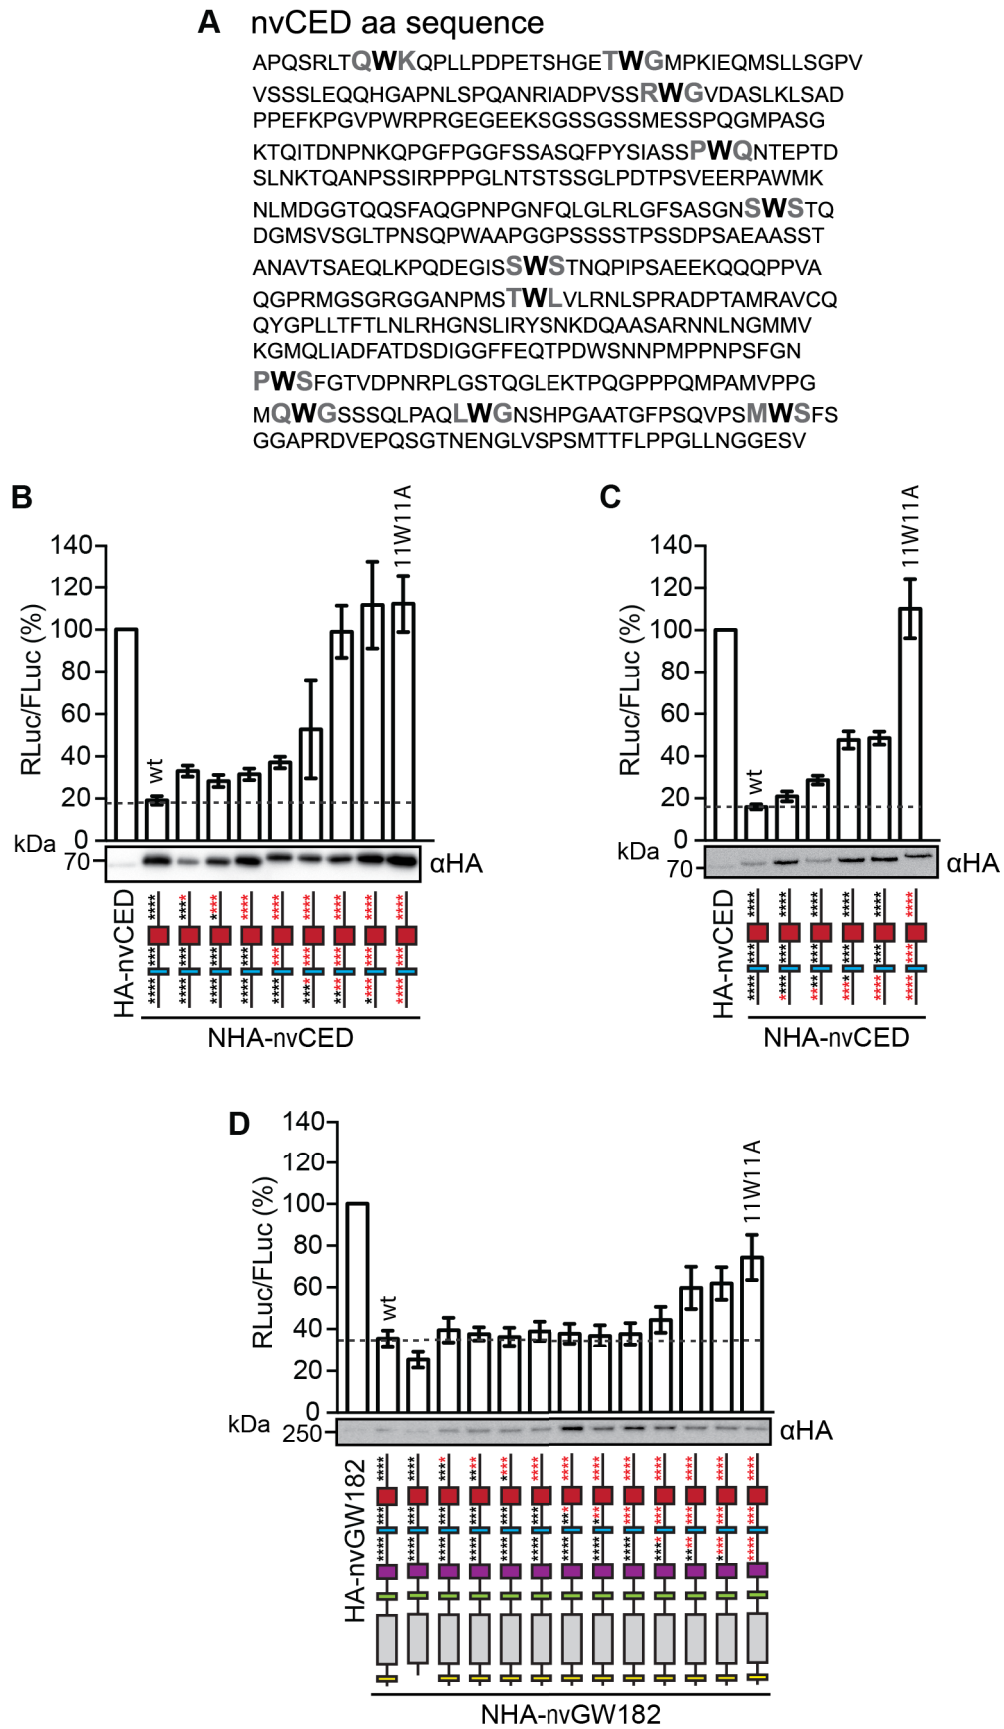 A nvCED aa sequence
APQSRLTQWKQPLLPDPETSHGETWGMPKIEQMSLLSGPV
VSSSLEQQHGAPNLSPQANRIADPVSSRWGVDASLKLSAD
PPEFKPGVPWRPRGEGEEKSGSSGSSMESSPQGMPASG
KTQITDNPNKQPGFPGGFSSASQFPYSIASSPWQNTEPTD
SLNKTQANPSSIRPPPGLNTSTSSGLPDTPSVEERPAWMK
NLMDGGTQQSFAQGPNPGNFQLGLRLGFSASGNSWSTQ
DGMSVSGLTPNSQPWAAPGGPSSSSTPSSDPSAEAASST
ANAVTSAEQLKPQDEGISSWSTNQPIPSAEEKQQQPPVA
QGPRMGSGRGGANPMSTWLVLRNLSPRADPTAMRAVCQ
QYGPLLTFTLNLRHGNSLIRYSNKDQAASARNNLNGMMV
KGMQLIADFATDSDIGGFFEQTPDWSNNPMPPNPSFGN
PWSFGTVDPNRPLGSTQGLEKTPQGPPPQMPAMVPPG
MQWGSSSQLPAQLWGNSHPGAATGFPSQVPSMWSFS
GGAPRDVEPQSGTNENGLVSPSMTTFLPPGLLNGGESV
B
RLuc/FLuc (%)
140
120
100
80
60
40
20
0
wt
11W11A
kDa
70
αHA
HA-nvCED
NHA-nvCED
C
RLuc/FLuc (%)
140
120
100
80
60
40
20
0
wt
11W11A
kDa
70
αHA
HA-nvCED
NHA-nvCED
D
RLuc/FLuc (%)
140
120
100
80
60
40
20
0
wt
11W11A
kDa
250
αHA
HA-nvGW182
NHA-nvGW182